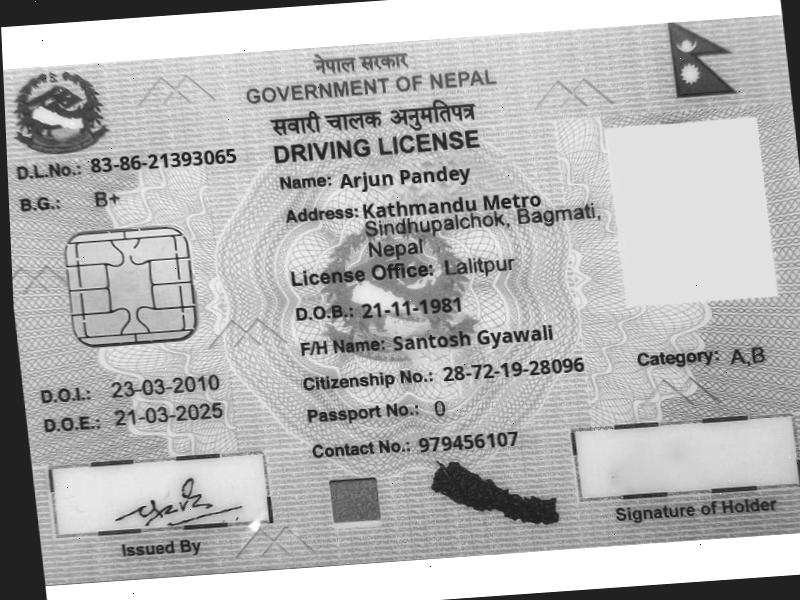 नेपाल सरकार
GOVERNMENT OF NEPAL
सवारी चालक अनुमतिपत्र
DRIVING LICENSE
D.L.No.: 83-86-21393065
B.G.: B+
Name: Arjun Pandey
Address: Kathmandu Metro
Sindhupalchok, Bagmati,
Nepal
License Office: Lalitpur
D.O.B.: 21-11-1981
F/H Name: Santosh Gyawali
Citizenship No.: 28-72-19-28096
Category: A,B
D.O.I.: 23-03-2010
Passport No.: 0
D.O.E.: 21-03-2025
Contact No.: 979456107
Issued By
Signature of Holder